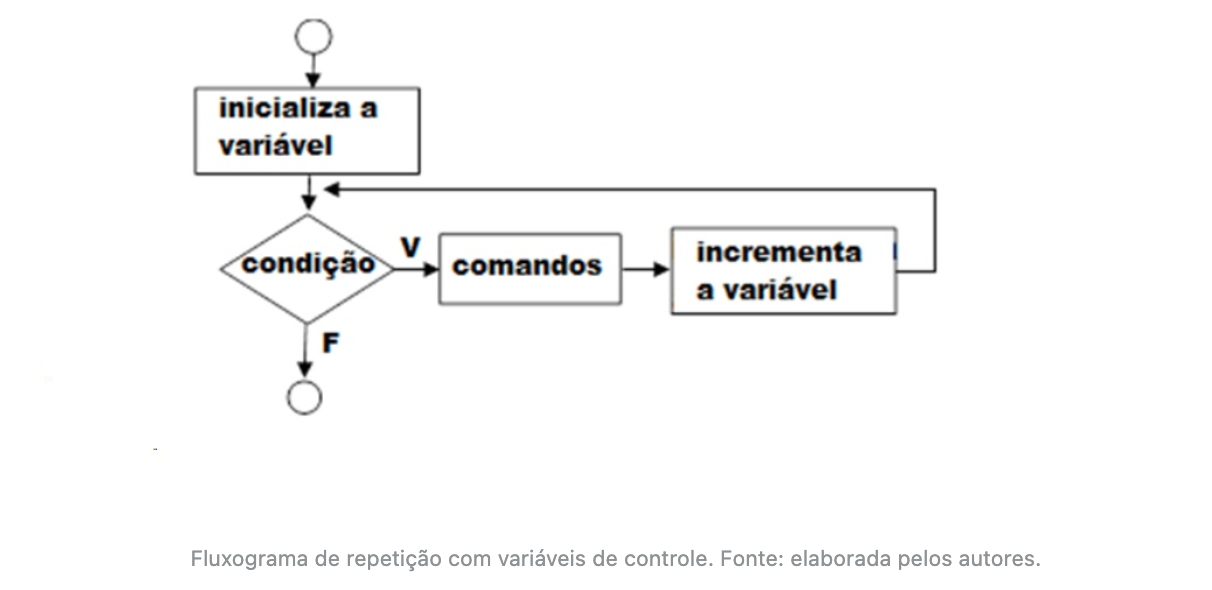 inicializa a
variável
condição
V
comandos
incrementa
a variável
F
Fluxograma de repetição com variáveis de controle. Fonte: elaborada pelos autores.